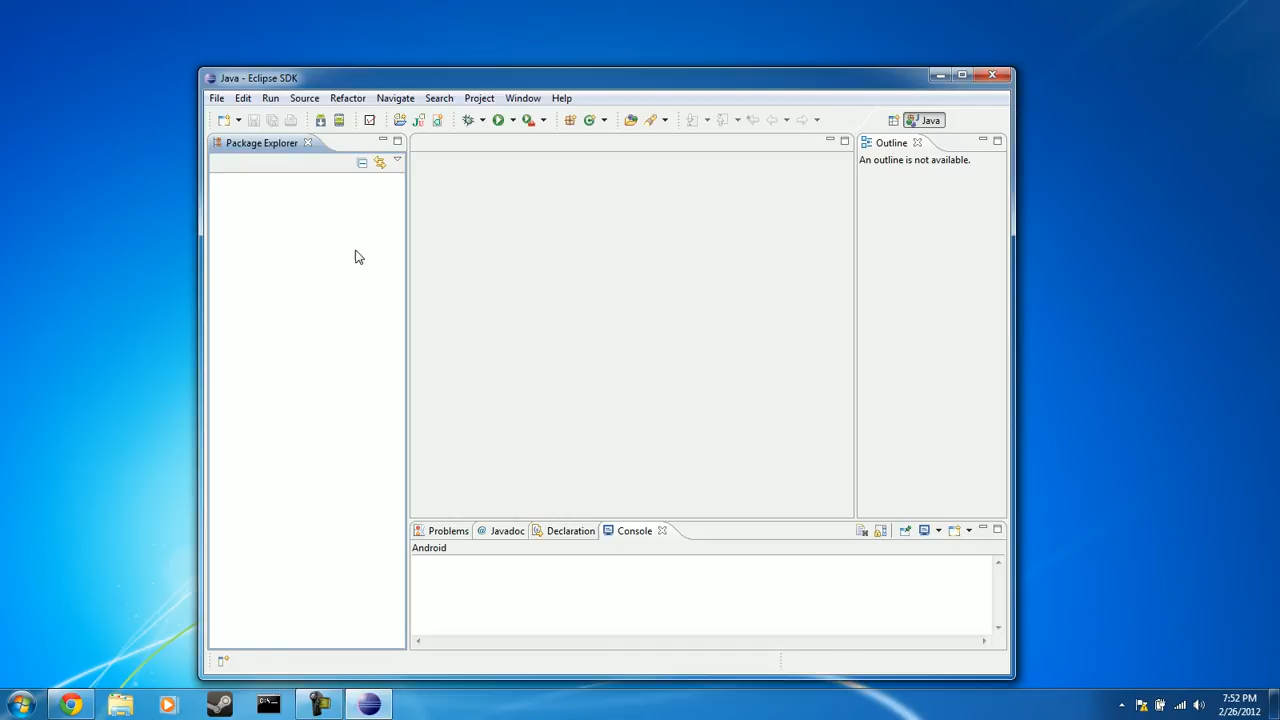 Java - Eclipse SDK
File Edit Run Source Refactor Navigate Search Project Window Help
Java
Package Explorer
Outline
An outline is not available.
Problems Javadoc Declaration Console
Android
7:52 PM
2/26/2012